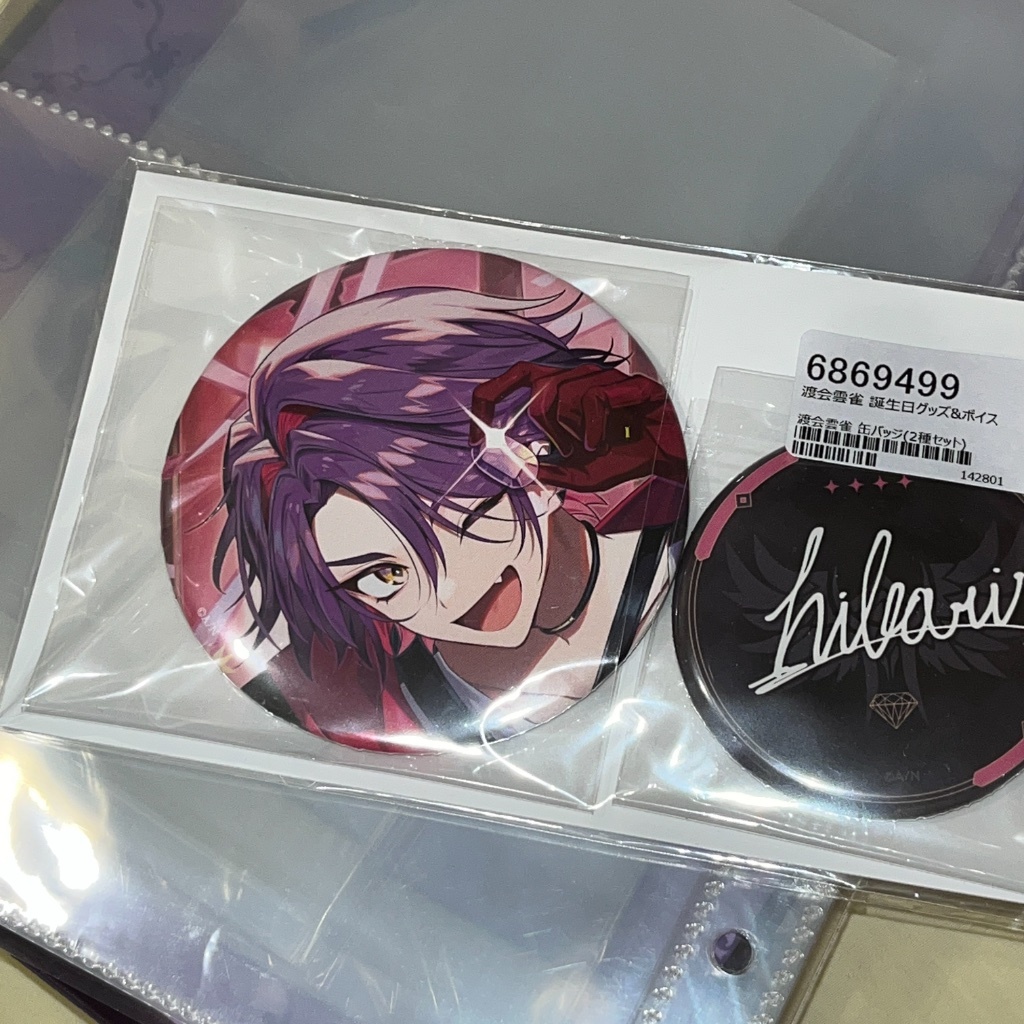 6869499
渡会雲雀 誕生日グッズ&ボイス
渡会雲雀 缶バッジ(2種セット)
142801
hibari
©A/N